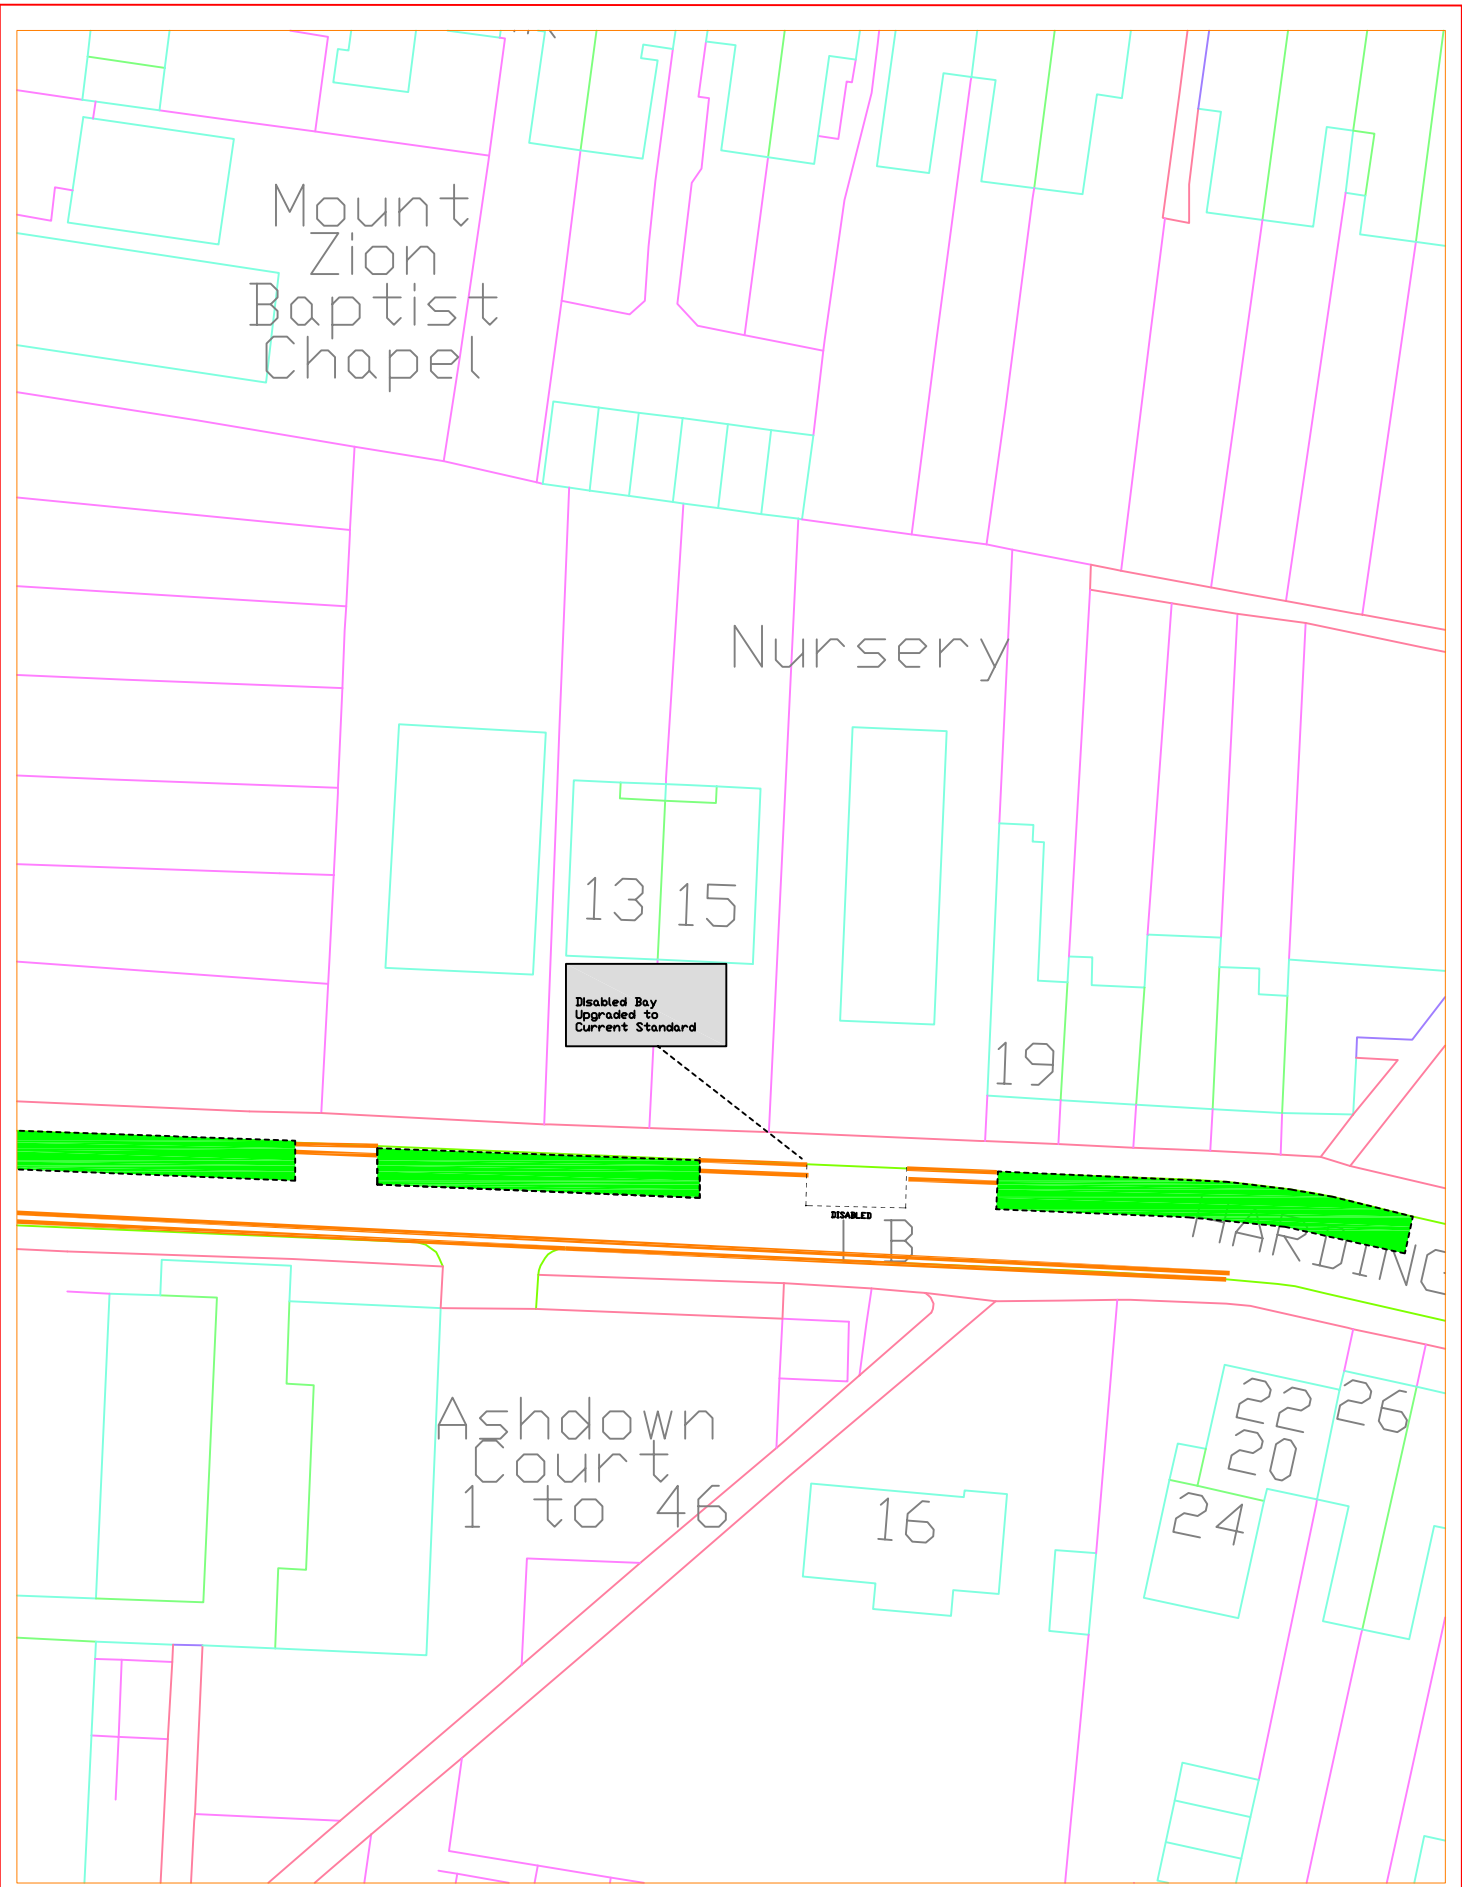 Mount
Zion
Baptist
Chapel
Nursery
13
15
Disabled Bay
Upgraded to
Current Standard
19
DISABLED
LB
HARDING
Ashdown
Court
1 to 46
22
26
20
24
16